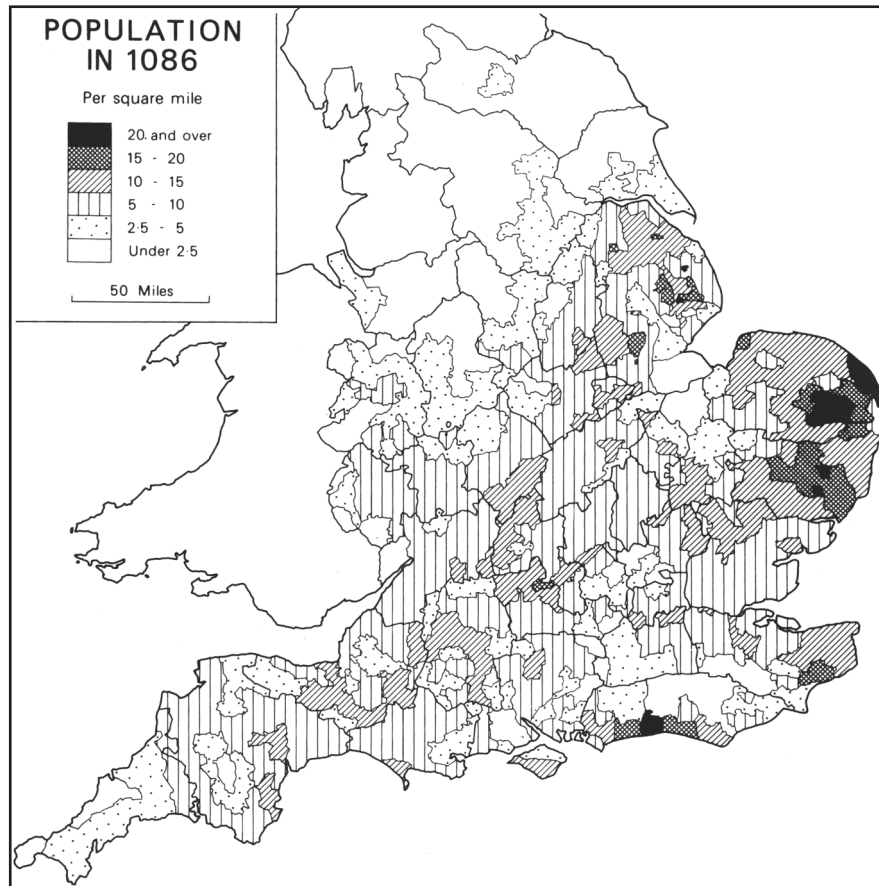 POPULATION
IN 1086
Per square mile
20. and over
15 - 20
10 - 15
5 - 10
2·5 - 5
Under 2·5
50 Miles